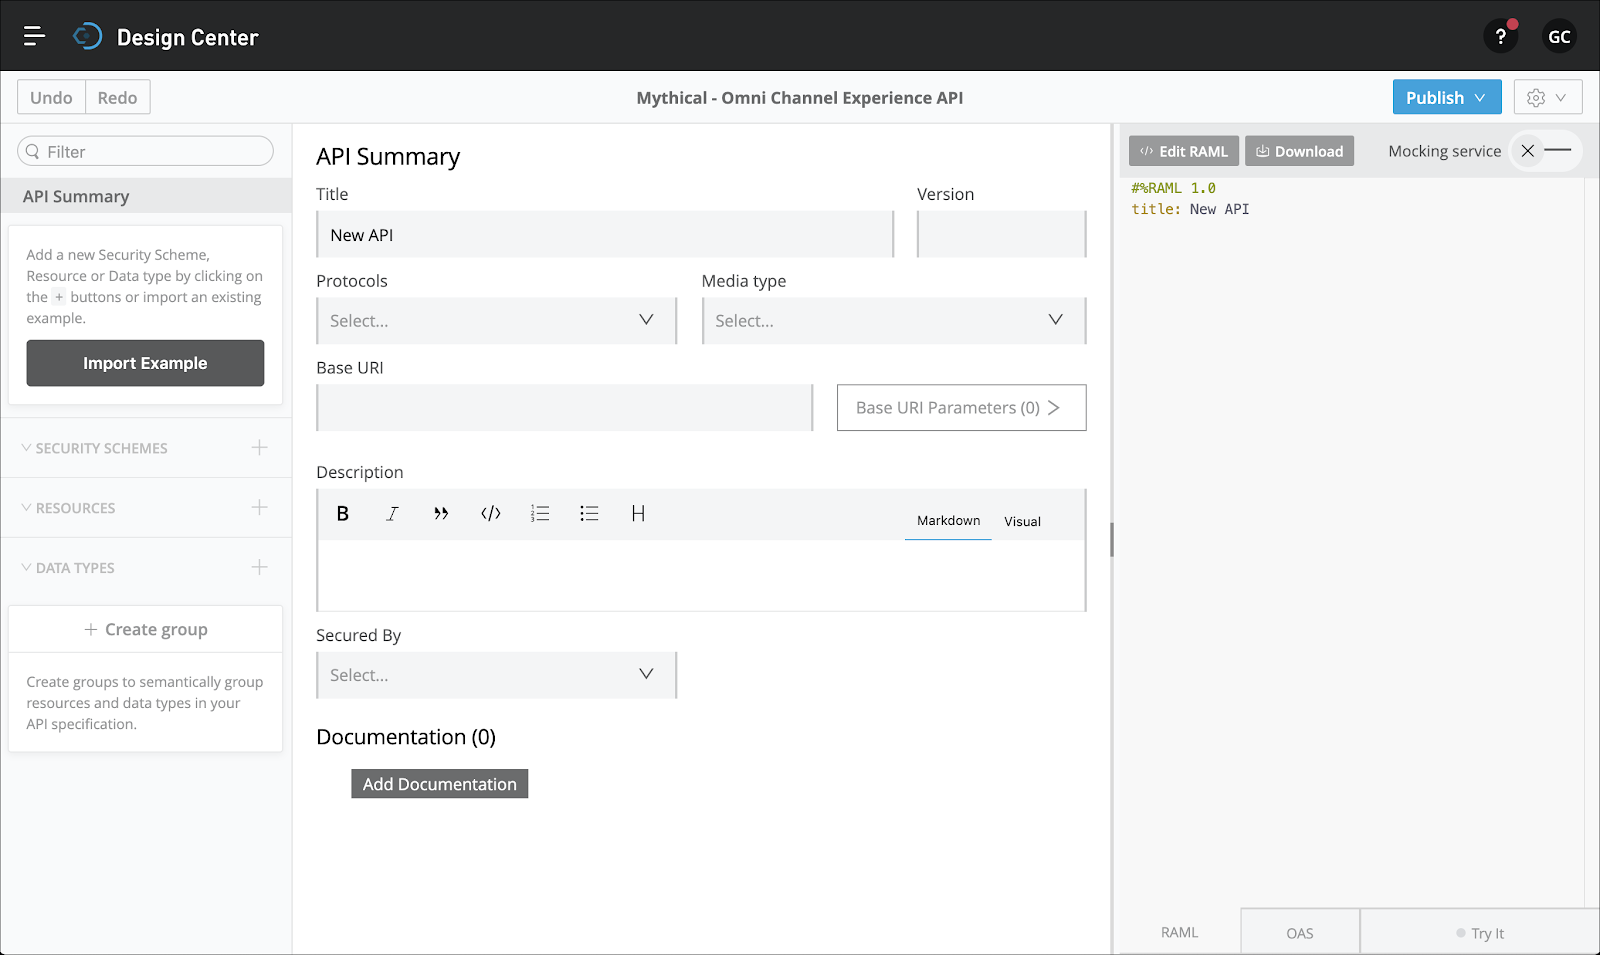 Design Center
?
GC
Undo
Redo
Mythical - Omni Channel Experience API
Publish
Filter
API Summary
Add a new Security Scheme,
Resource or Data type by clicking on
the + buttons or import an existing
example.
Import Example
SECURITY SCHEMES
RESOURCES
DATA TYPES
+ Create group
Create groups to semantically group
resources and data types in your
API specification.
API Summary
Title
Version
New API
Protocols
Media type
Select...
Select...
Base URI
Base URI Parameters (0)
Description
B I </> H
Markdown
Visual
Secured By
Select...
Documentation (0)
Add Documentation
</> Edit RAML
Download
Mocking service
#%RAML 1.0
title: New API
RAML
OAS
Try It